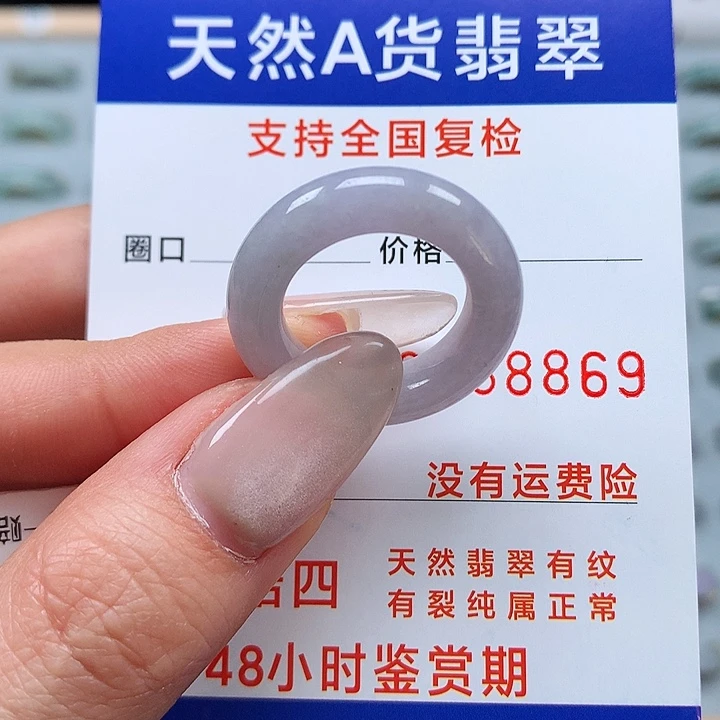 天然A货翡翠
支持全国复检
圈口 价格
8869
没有运费险
赔
四
天然翡翠有纹
有裂纯属正常
48小时鉴赏期